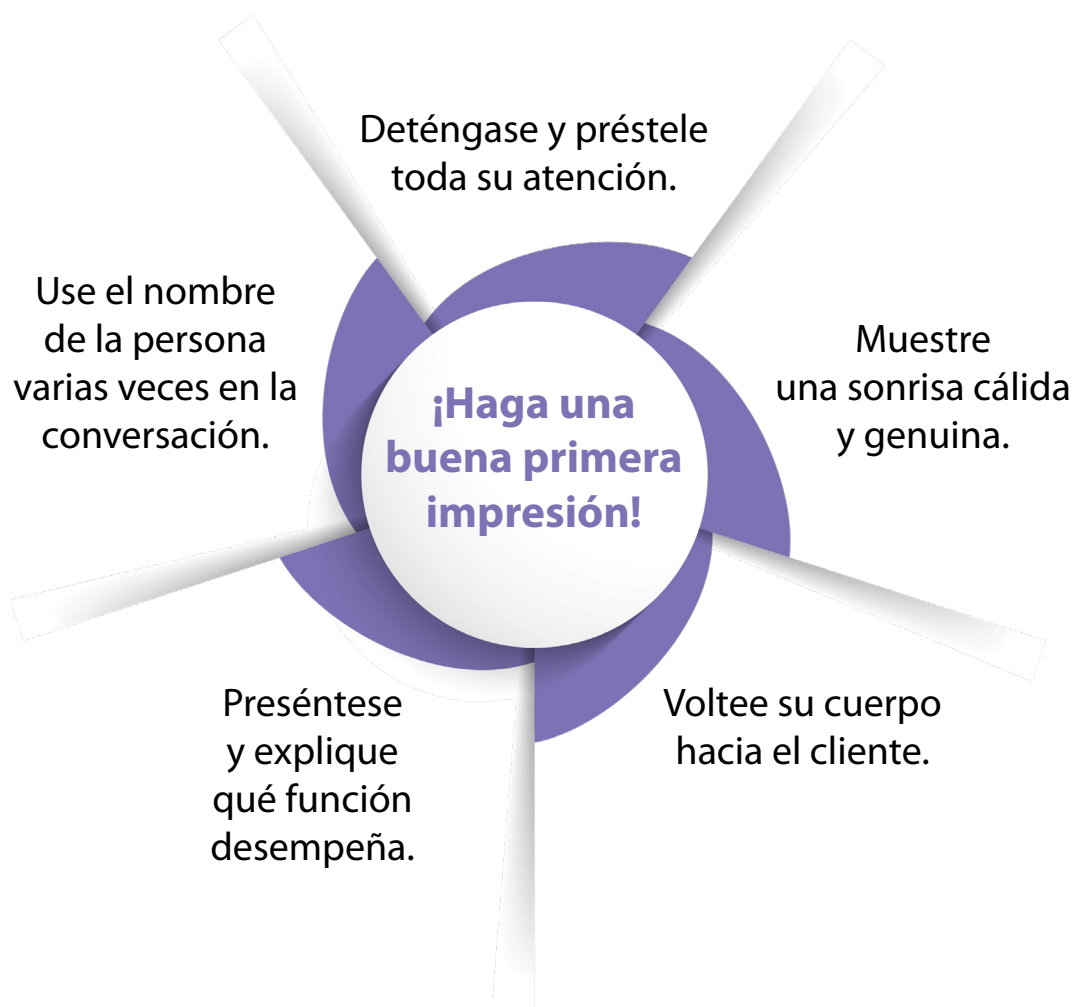 Deténgase y préstele
toda su atención.
Muestre
una sonrisa cálida
y genuina.
Voltee su cuerpo
hacia el cliente.
Preséntese
y explique
qué función
desempeña.
Use el nombre
de la persona
varias veces en la
conversación.
¡Haga una
buena primera
impresión!